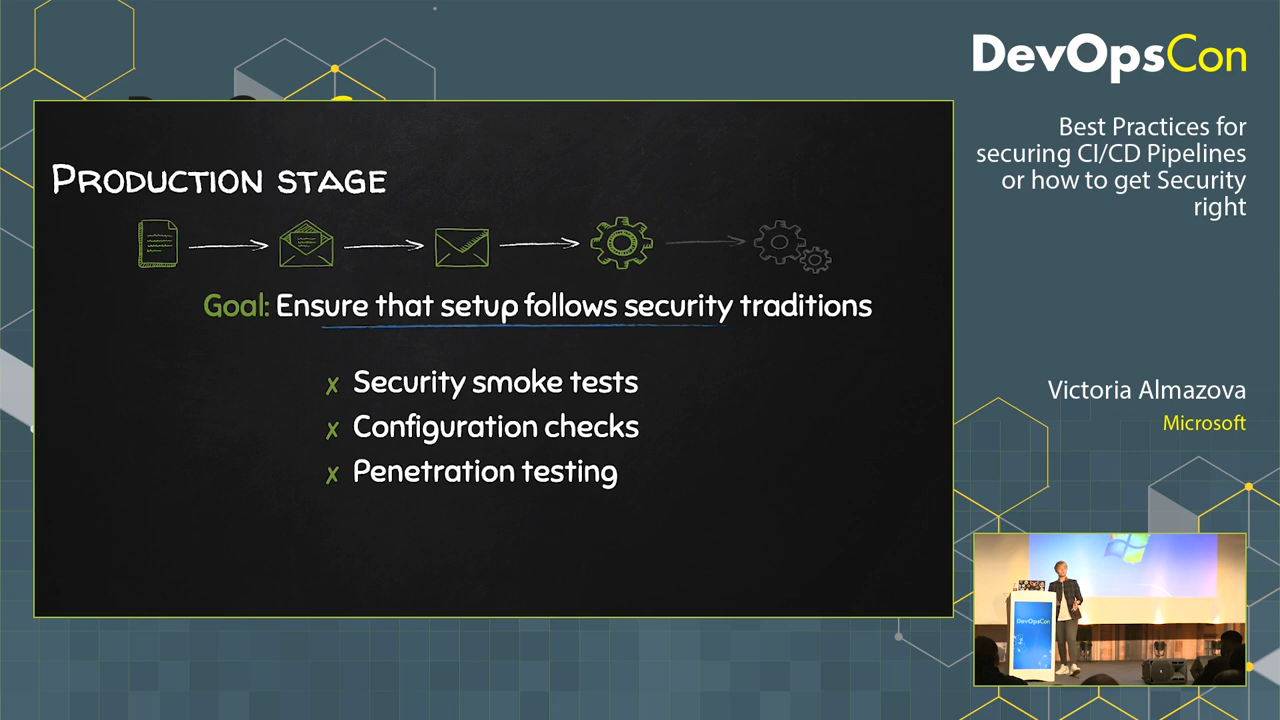 DevOpsCon
Best Practices for
securing CI/CD Pipelines
or how to get Security
right
PRODUCTION STAGE
Goal: Ensure that setup follows security traditions
x Security smoke tests
x Configuration checks
x Penetration testing
Victoria Almazova
Microsoft
DevOpsCon